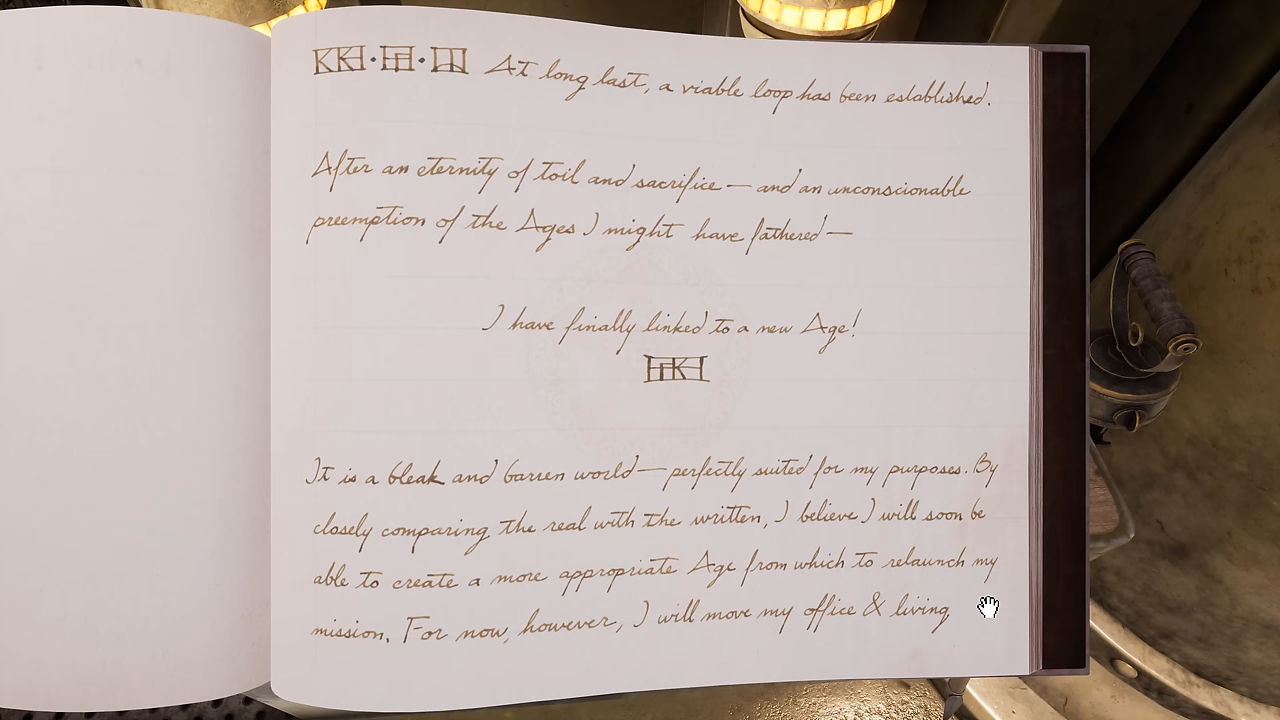 At long last, a viable loop has been established.
After an eternity of toil and sacrifice — and an unconscionable
preemption of the Ages I might have fathered —
I have finally linked to a new Age!
It is a bleak and barren world — perfectly suited for my purposes. By
closely comparing the real with the written, I believe I will soon be
able to create a more appropriate Age from which to relaunch my
mission. For now, however, I will move my office & living